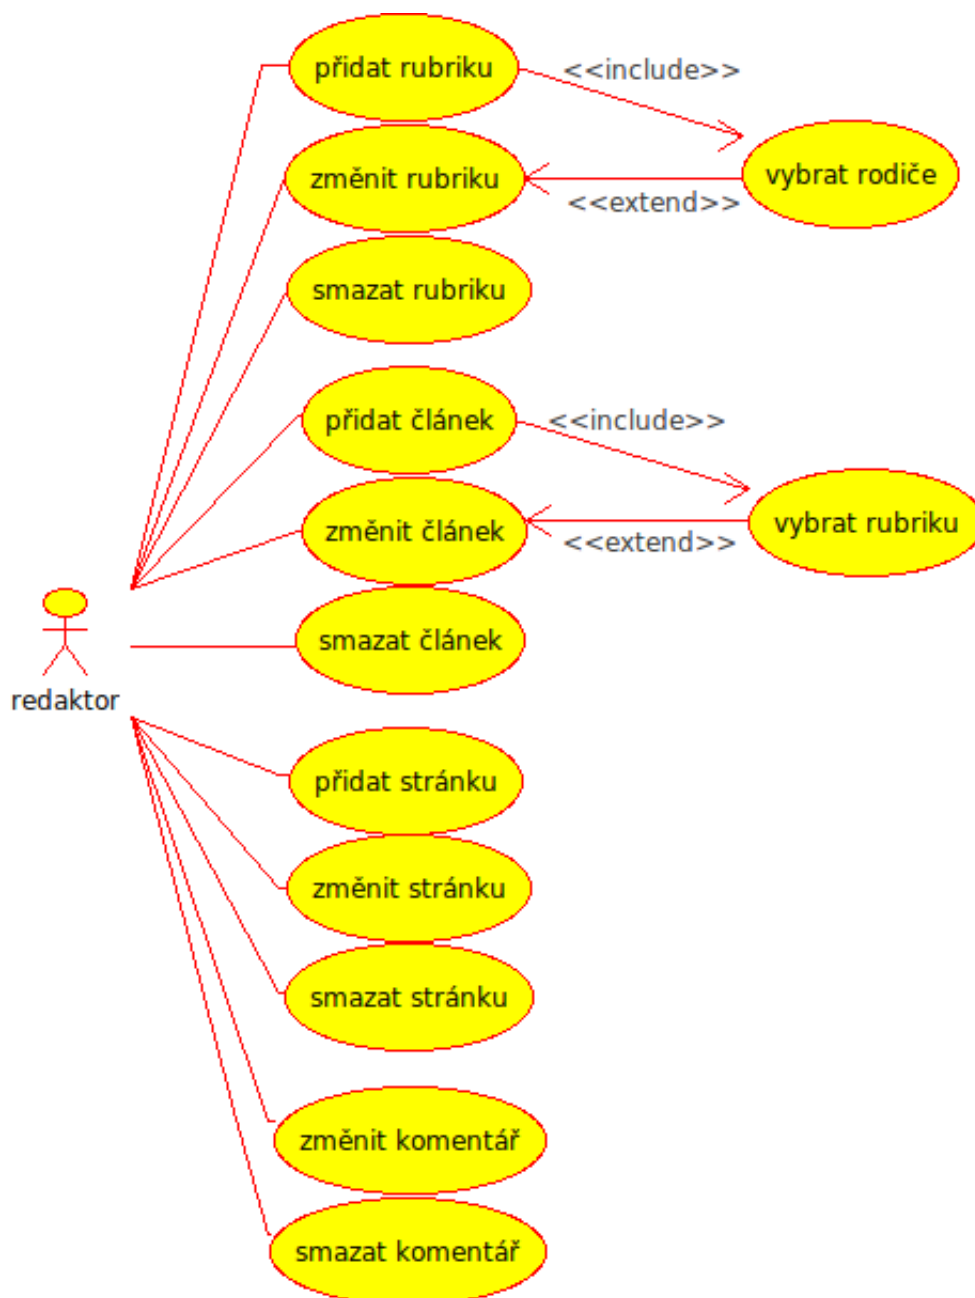 přidat rubriku
<<include>>
změnit rubriku
vybrat rodiče
<<extend>>
smazat rubriku
přidat článek
<<include>>
změnit článek
vybrat rubriku
<<extend>>
smazat článek
redaktor
přidat stránku
změnit stránku
smazat stránku
změnit komentář
smazat komentář